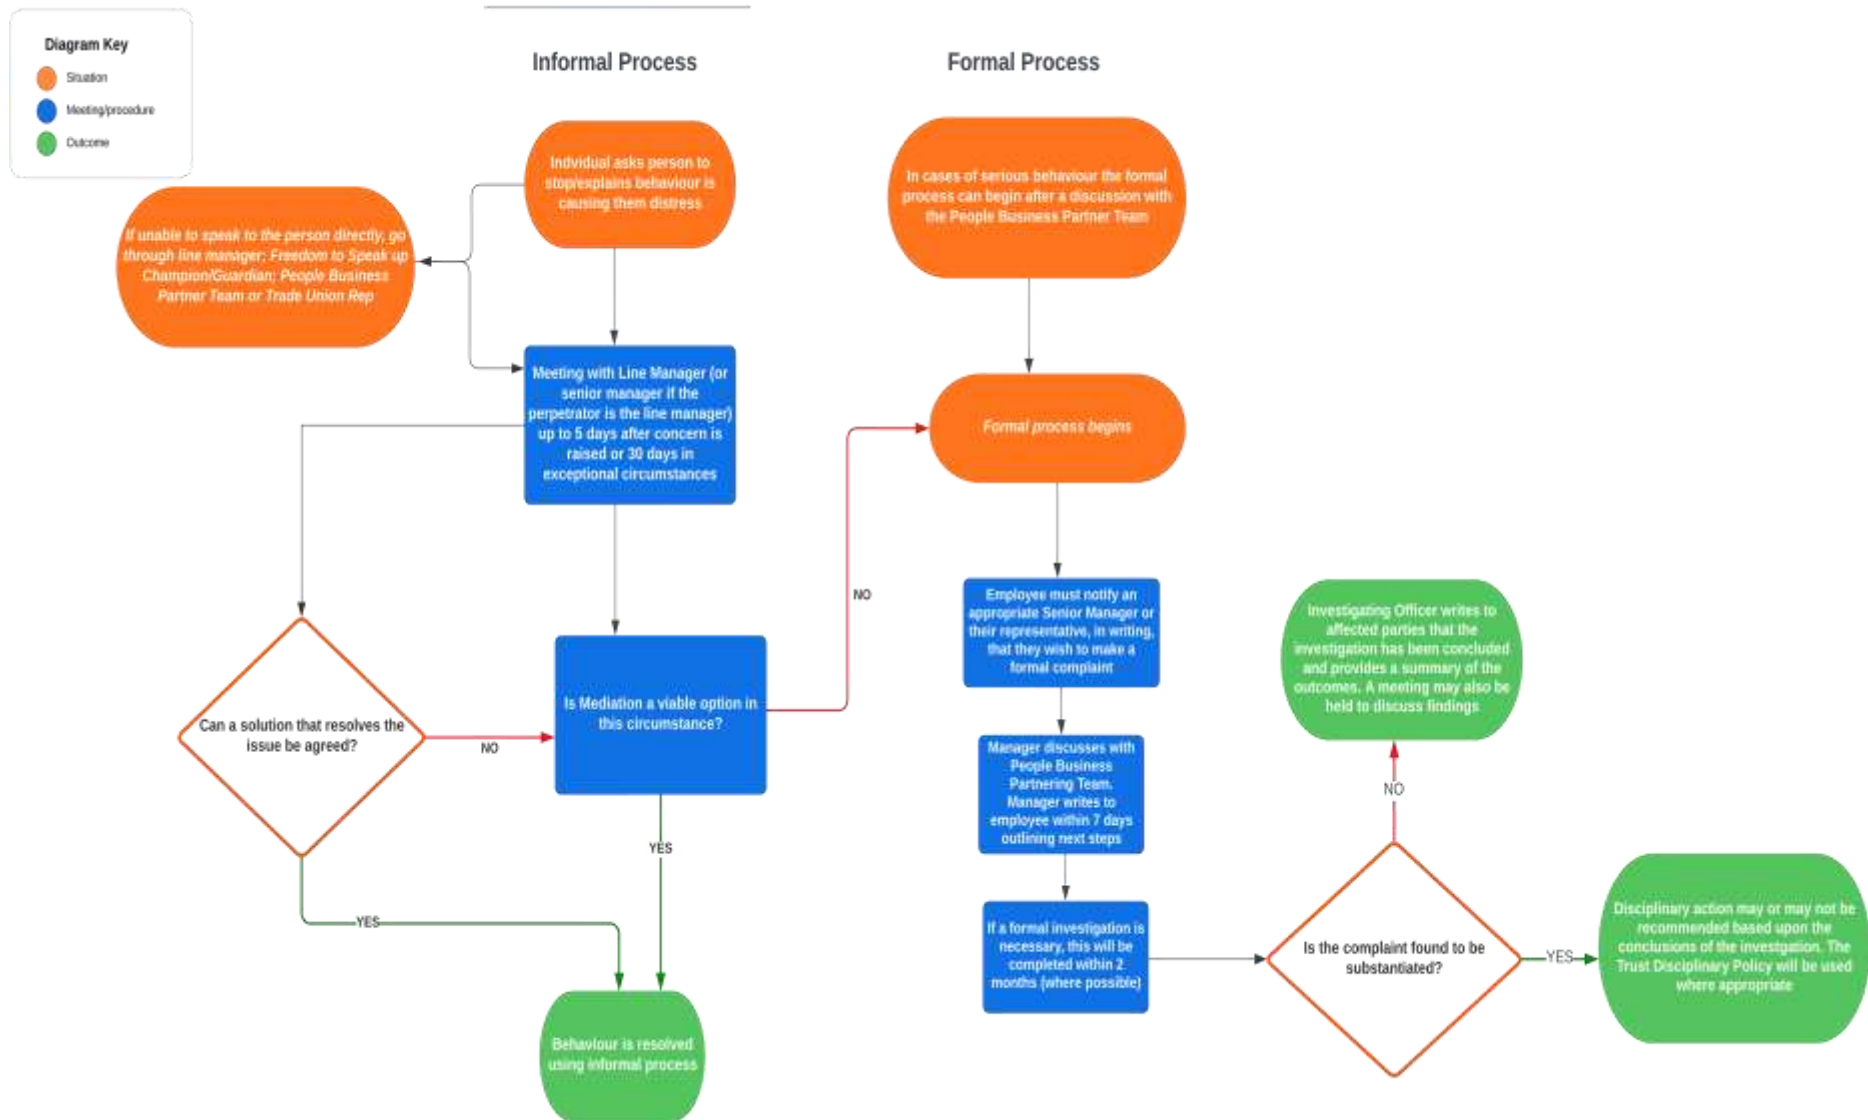 Diagram Key
Situation
Meeting/procedure
Outcome
Informal Process
Formal Process
Indvidual asks person to
stop/explains behaviour is
causing them distress
If unable to speak to the person directly, go
through line manager; Freedom to Speak up
Champion/Guardian; People Business
Partner Team or Trade Union Rep
Meeting with Line Manager (or
senior manager if the
perpetrator is the line manager)
up to 5 days after concern is
raised or 30 days in
exceptional circumstances
Can a solution that resolves the
issue be agreed?
NO
Is Mediation a viable option in
this circumstance?
NO
YES
YES
Behaviour is resolved
using informal process
In cases of serious behaviour the formal
process can begin after a discussion with
the People Business Partner Team
Formal process begins
Employee must notify an
appropriate Senior Manager or
their representative, in writing,
that they wish to make a
formal complaint
Manager discusses with
People Business
Partnering Team.
Manager writes to
employee within 7 days
outlining next steps
If a formal investigation is
necessary, this will be
completed within 2
months (where possible)
Is the complaint found to be
substantiated?
NO
Investigating Officer writes to
affected parties that the
investigation has been concluded
and provides a summary of the
outcomes. A meeting may also be
held to discuss findings
YES
Disciplinary action may or may not be
recommended based upon the
conclusions of the investgation. The
Trust Disciplinary Policy will be used
where appropriate